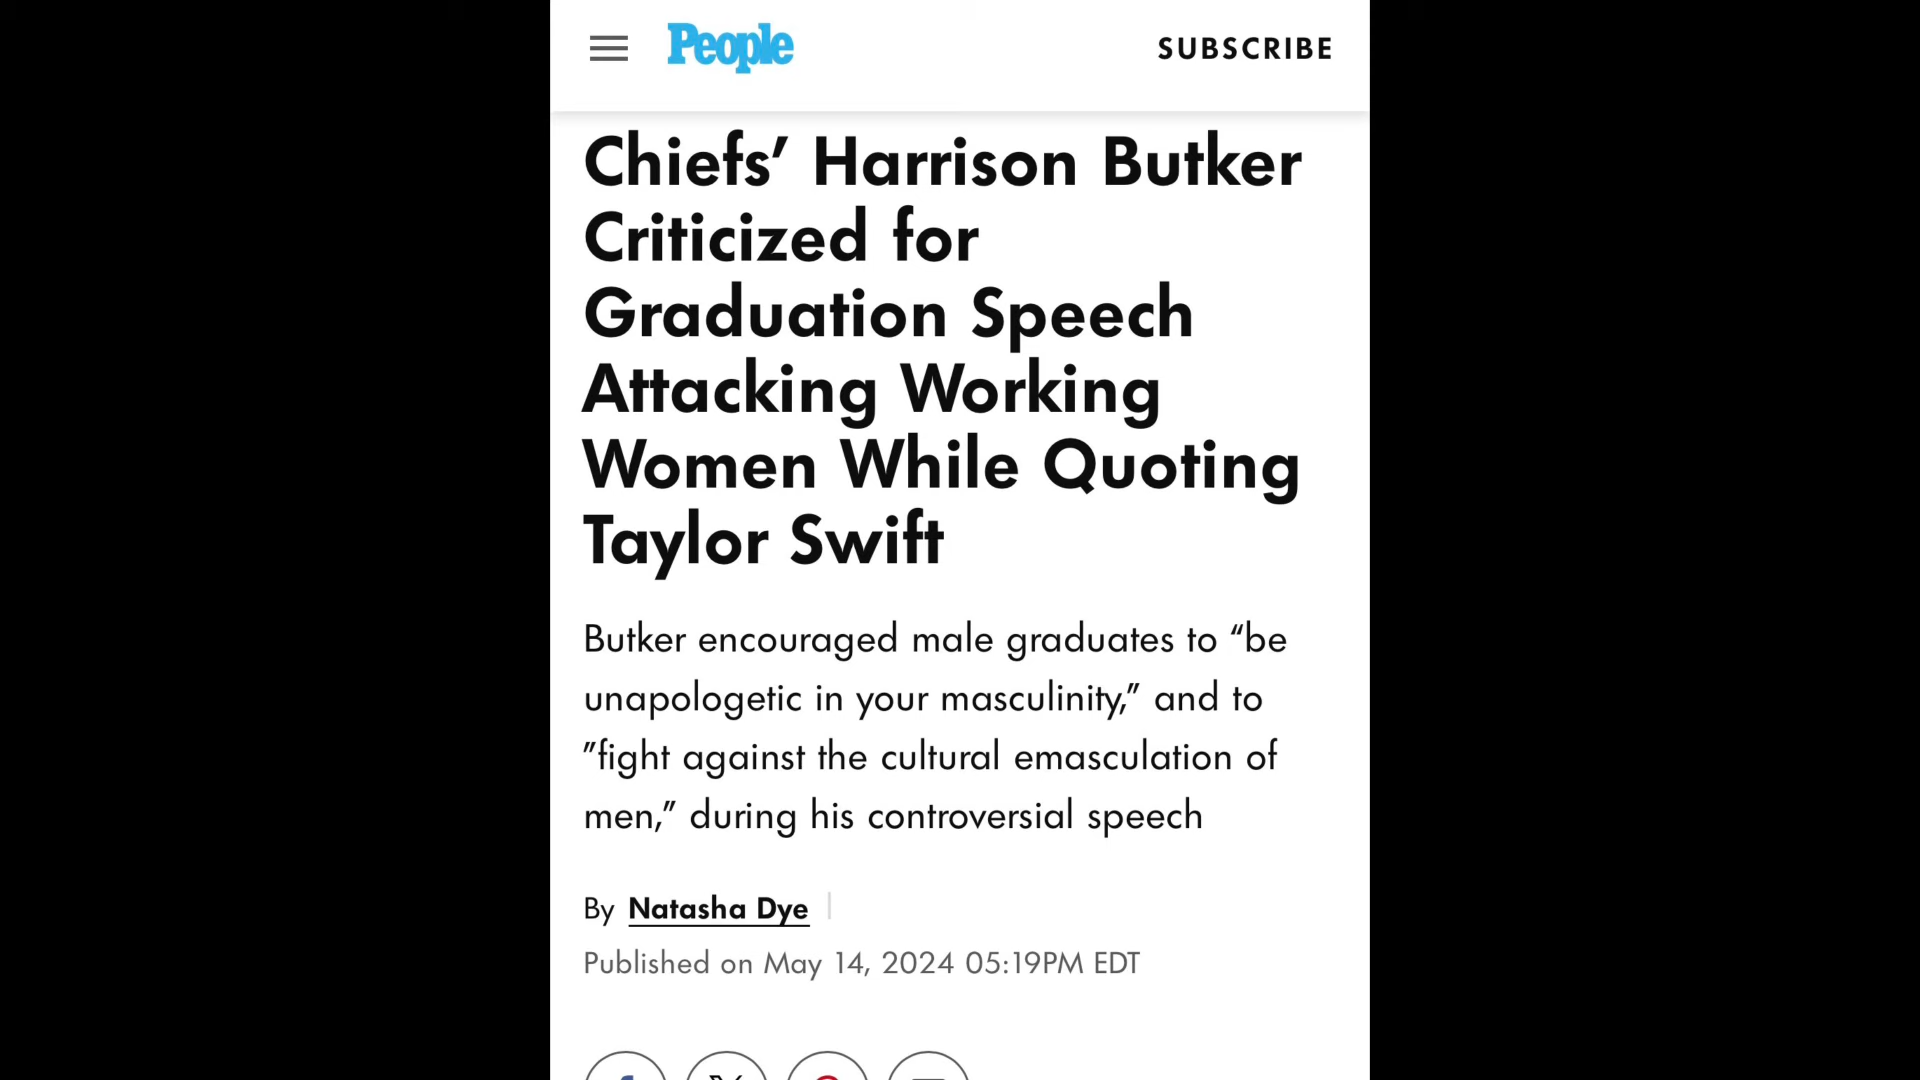 People
SUBSCRIBE
Chiefs’ Harrison Butker
Criticized for
Graduation Speech
Attacking Working
Women While Quoting
Taylor Swift
Butker encouraged male graduates to “be
unapologetic in your masculinity,” and to
”fight against the cultural emasculation of
men,” during his controversial speech
By Natasha Dye
Published on May 14, 2024 05:19PM EDT